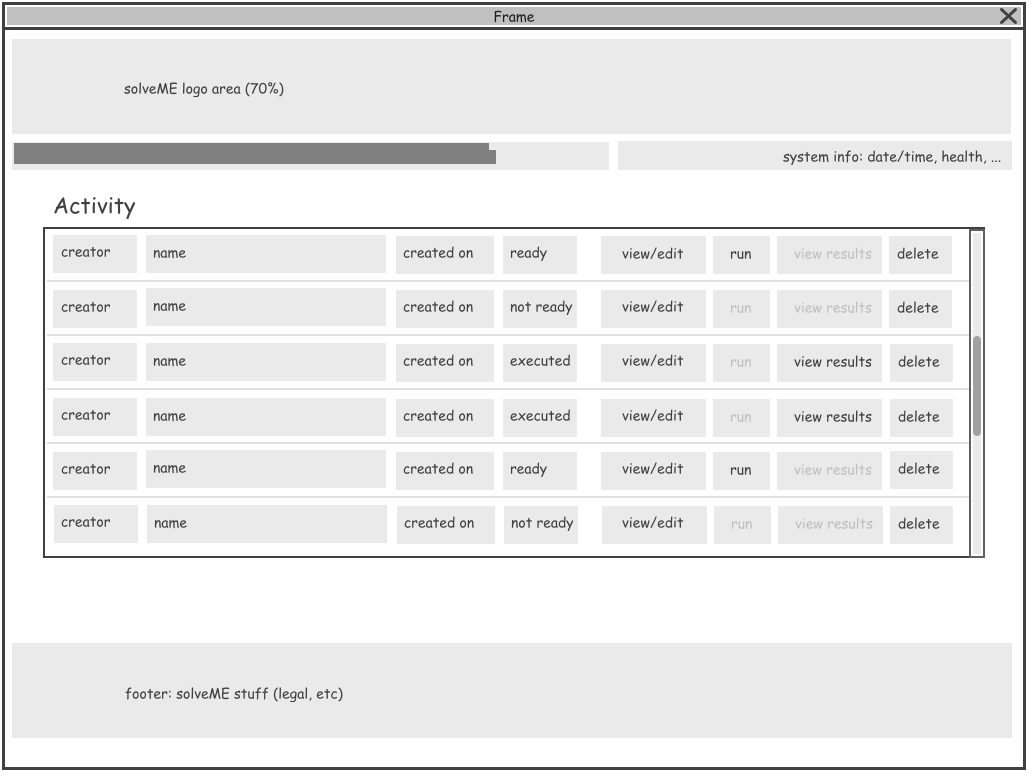 Frame
solveME logo area (70%)
system info: date/time, health, ...
Activity
creator name created on ready view/edit run view results delete
creator name created on not ready view/edit run view results delete
creator name created on executed view/edit run view results delete
creator name created on executed view/edit run view results delete
creator name created on ready view/edit run view results delete
creator name created on not ready view/edit run view results delete
footer: solveME stuff (legal, etc)